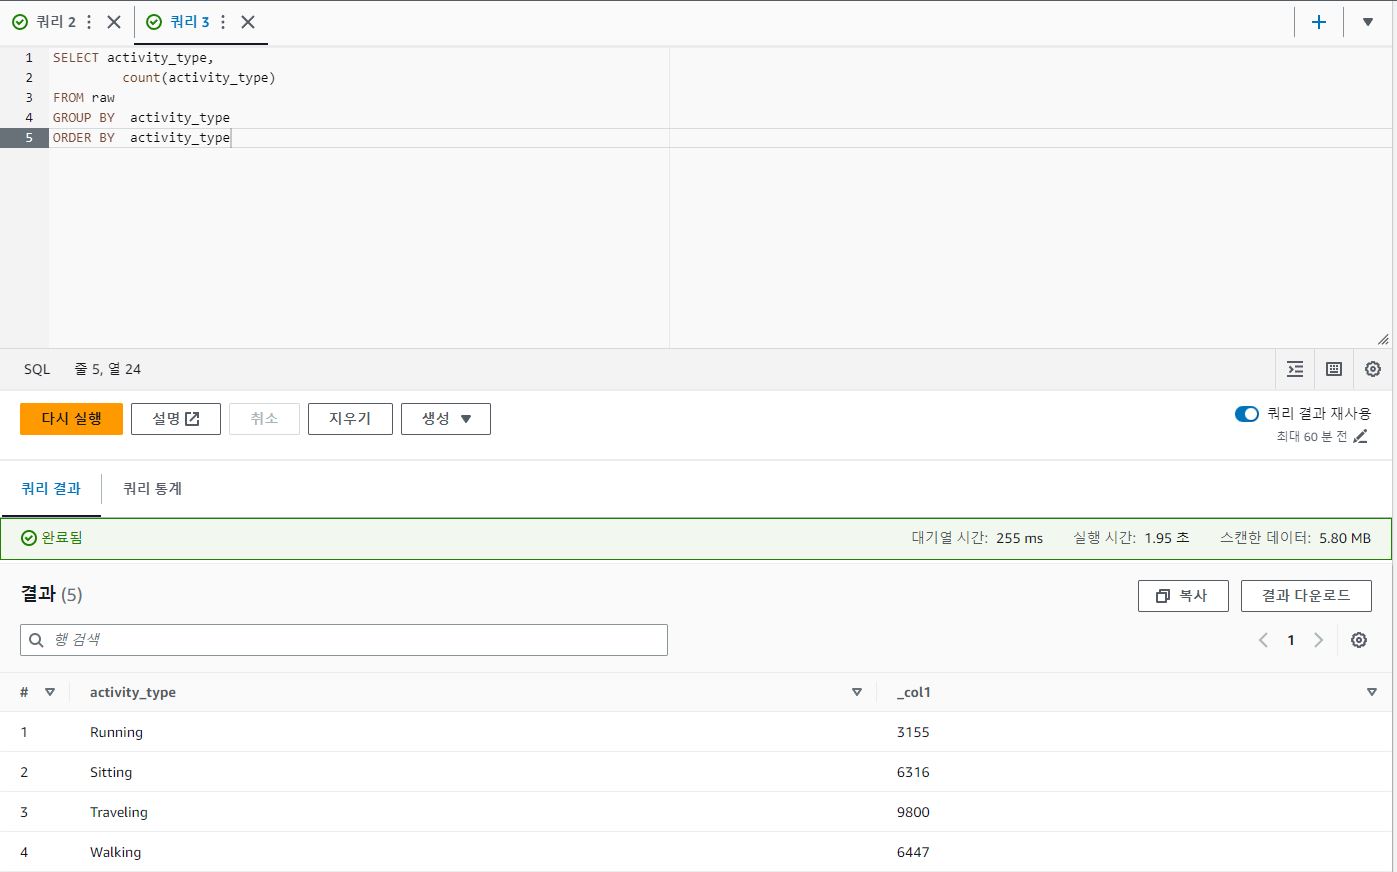 쿼리 2
쿼리 3
1 SELECT activity_type,
2 count(activity_type)
3 FROM raw
4 GROUP BY activity_type
5 ORDER BY activity_type
SQL 줄 5, 열 24
다시 실행 설명 취소 지우기 생성
쿼리 결과 재사용
최대 60 분 전
쿼리 결과 쿼리 통계
완료됨 대기열 시간: 255 ms 실행 시간: 1.95 초 스캔한 데이터: 5.80 MB
결과 (5) 복사 결과 다운로드
행 검색 1
# activity_type _col1
1 Running 3155
2 Sitting 6316
3 Traveling 9800
4 Walking 6447